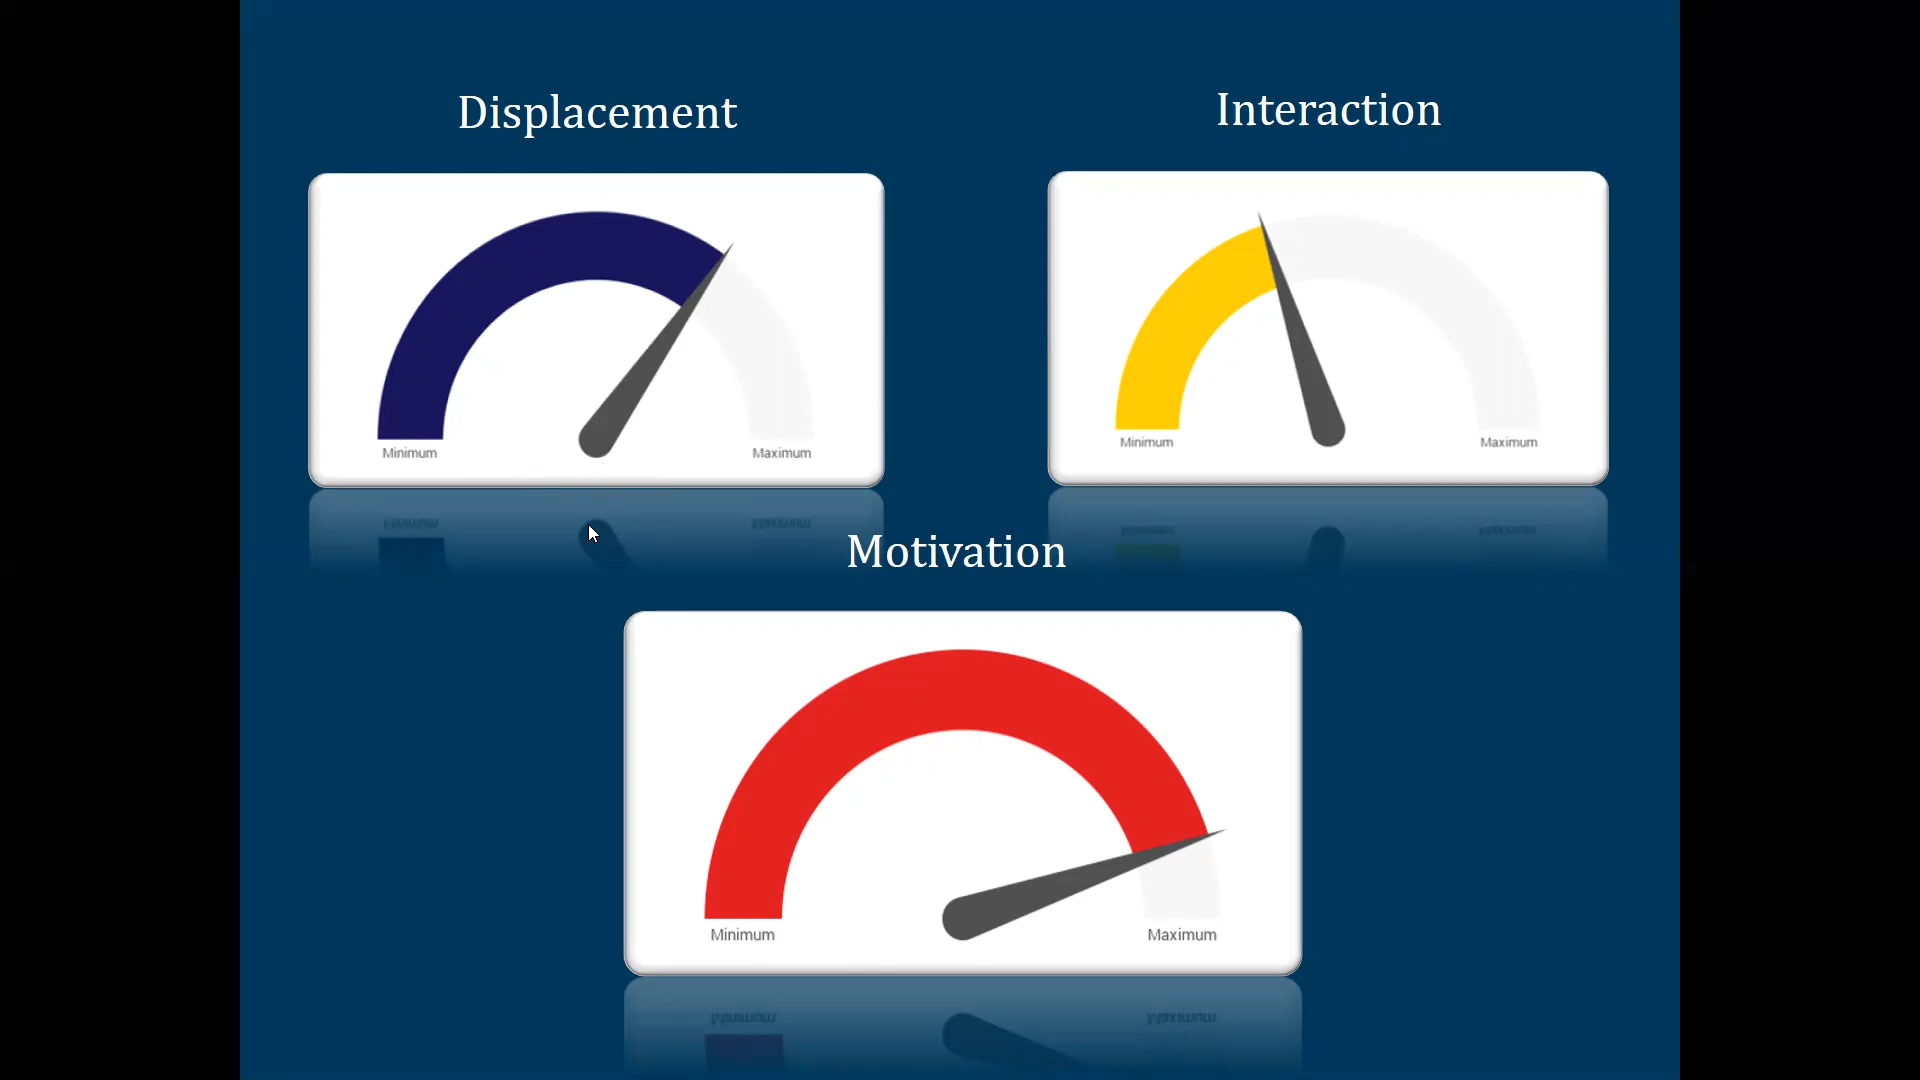 Displacement
Interaction
Minimum
Maximum
Minimum
Maximum
Motivation
Minimum
Maximum